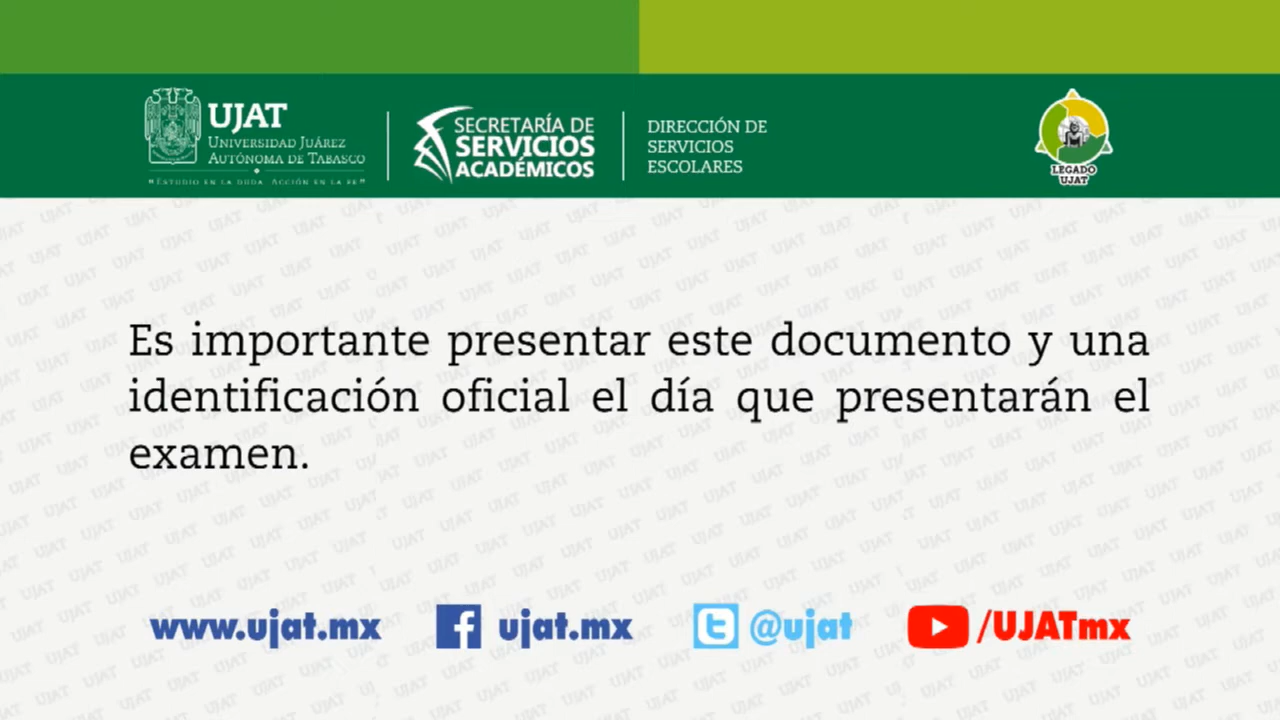 UJAT
UNIVERSIDAD JUÁREZ
AUTÓNOMA DE TABASCO
"ESTUDIO EN LA DUDA. ACCIÓN EN LA FE"
SECRETARÍA DE
SERVICIOS
ACADÉMICOS
DIRECCIÓN DE
SERVICIOS
ESCOLARES
LEGADO
UJAT
Es importante presentar este documento y una
identificación oficial el día que presentarán el
examen.
www.ujat.mx
ujat.mx
@ujat
/UJATmx